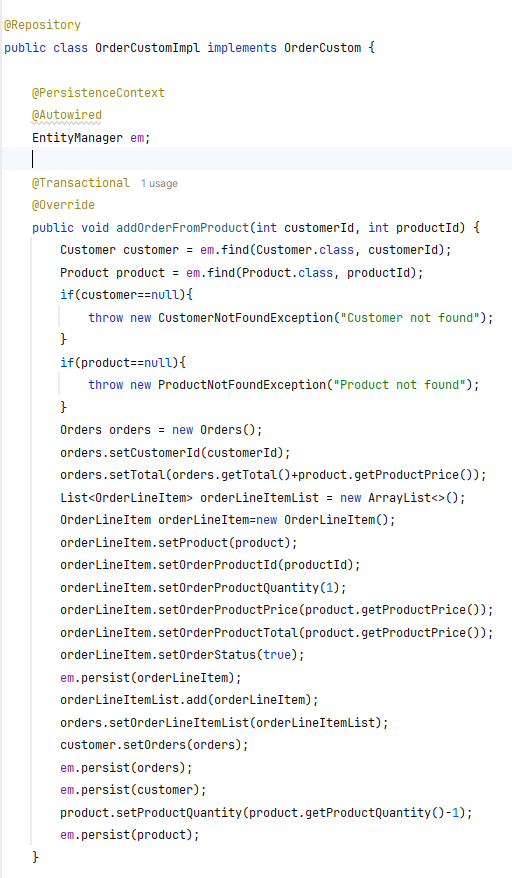 @Repository
public class OrderCustomImpl implements OrderCustom {
@PersistenceContext
@Autowired
EntityManager em;
@Transactional 1 usage
@Override
public void addOrderFromProduct(int customerId, int productId) {
Customer customer = em.find(Customer.class, customerId);
Product product = em.find(Product.class, productId);
if(customer==null){
throw new CustomerNotFoundException("Customer not found");
}
if(product==null){
throw new ProductNotFoundException("Product not found");
}
Orders orders = new Orders();
orders.setCustomerId(customerId);
orders.setTotal(orders.getTotal()+product.getProductPrice());
List<OrderLineItem> orderLineItemList = new ArrayList<>();
OrderLineItem orderLineItem=new OrderLineItem();
orderLineItem.setProduct(product);
orderLineItem.setOrderProductId(productId);
orderLineItem.setOrderProductQuantity(1);
orderLineItem.setOrderProductPrice(product.getProductPrice());
orderLineItem.setOrderProductTotal(product.getProductPrice());
orderLineItem.setOrderStatus(true);
em.persist(orderLineItem);
orderLineItemList.add(orderLineItem);
orders.setOrderLineItemList(orderLineItemList);
customer.setOrders(orders);
em.persist(orders);
em.persist(customer);
product.setProductQuantity(product.getProductQuantity()-1);
em.persist(product);
}